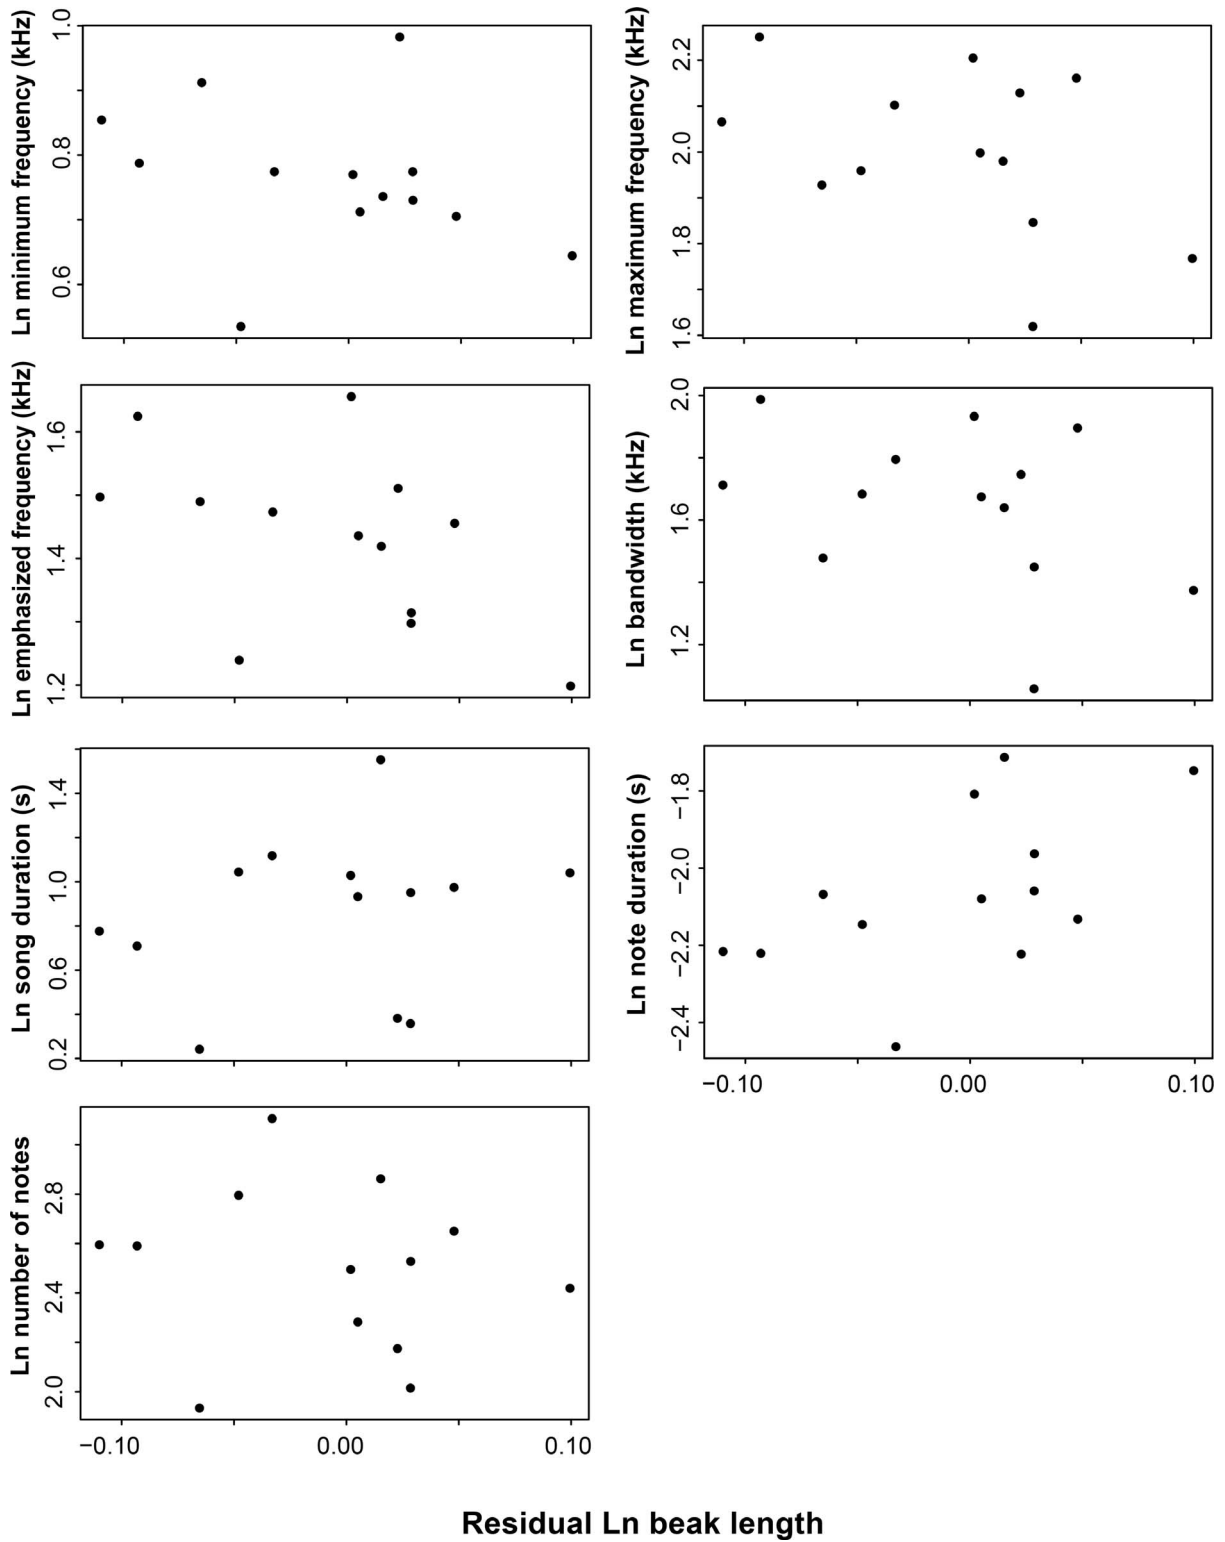 Ln minimum frequency (kHz)
1.0
0.8
0.6
Ln maximum frequency (kHz)
2.2
2.0
1.8
1.6
Ln emphasized frequency (kHz)
1.6
1.4
1.2
Ln bandwidth (kHz)
2.0
1.6
1.2
Ln song duration (s)
1.4
1.0
0.6
0.2
Ln note duration (s)
−1.8
−2.0
−2.2
−2.4
−0.10 0.00 0.10
Ln number of notes
2.8
2.4
2.0
−0.10 0.00 0.10
Residual Ln beak length